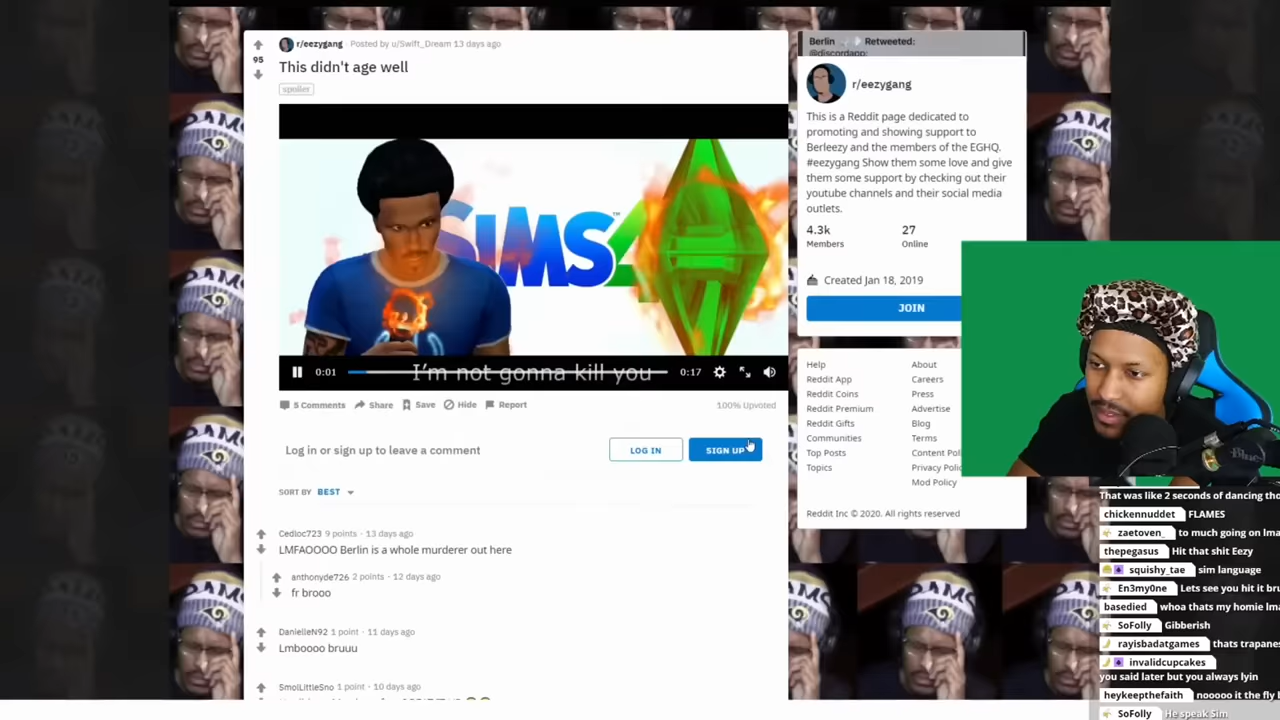 r/eezygang · Posted by u/Swift_Dream 13 days ago
95
This didn't age well
spoiler
SIMS 4
I'm not gonna kill you
0:01
0:17
5 Comments Share Save Hide Report
100% Upvoted
Log in or sign up to leave a comment
LOG IN
SIGN UP
SORT BY BEST
Cedloc723 9 points · 13 days ago
LMFAOOOO Berlin is a whole murderer out here
anthonyde726 2 points · 12 days ago
fr brooo
DanielleN92 1 point · 11 days ago
Lmboooo bruuu
SmolLittleSno 1 point · 10 days ago
Berlin Retweeted:
@discordapp:
r/eezygang
This is a Reddit page dedicated to
promoting and showing support to
Berleezy and the members of the EGHQ.
#eezygang Show them some love and give
them some support by checking out their
youtube channels and their social media
outlets.
4.3k
Members
27
Online
Created Jan 18, 2019
JOIN
Help
Reddit App
Reddit Coins
Reddit Premium
Reddit Gifts
Communities
Top Posts
Topics
About
Careers
Press
Advertise
Blog
Terms
Content Pol
Privacy Poli
Mod Policy
Reddit Inc © 2020. All rights reserved
Blue
That was like 2 seconds of dancing tho
chickennuddet FLAMES
zaetoven_ to much going on lma
thepegasus Hit that shit Eezy
squishy_tae sim language
En3my0ne Lets see you hit it bru
basedied whoa thats my homie lm
SoFolly Gibberish
rayisbadatgames thats trapanes
invalidcupcakes
you said later but you always lyin
heykeepthefaith nooooo it the fly b
SoFolly He speak Sim